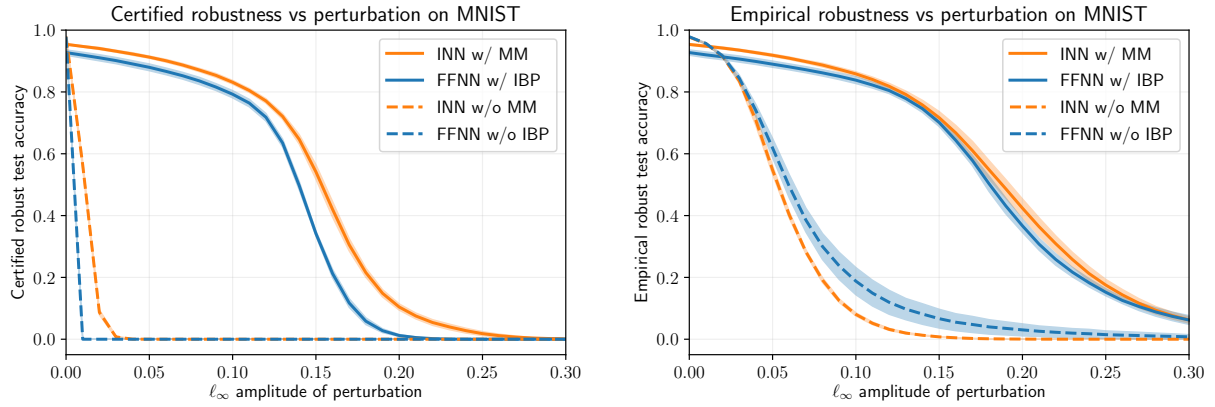 Certified robustness vs perturbation on MNIST
Certified robust test accuracy
1.0
0.8
0.6
0.4
0.2
0.0
INN w/ MM
FFNN w/ IBP
INN w/o MM
FFNN w/o IBP
0.00 0.05 0.10 0.15 0.20 0.25 0.30
ℓ∞ amplitude of perturbation
Empirical robustness vs perturbation on MNIST
Empirical robust test accuracy
1.0
0.8
0.6
0.4
0.2
0.0
INN w/ MM
FFNN w/ IBP
INN w/o MM
FFNN w/o IBP
0.00 0.05 0.10 0.15 0.20 0.25 0.30
ℓ∞ amplitude of perturbation